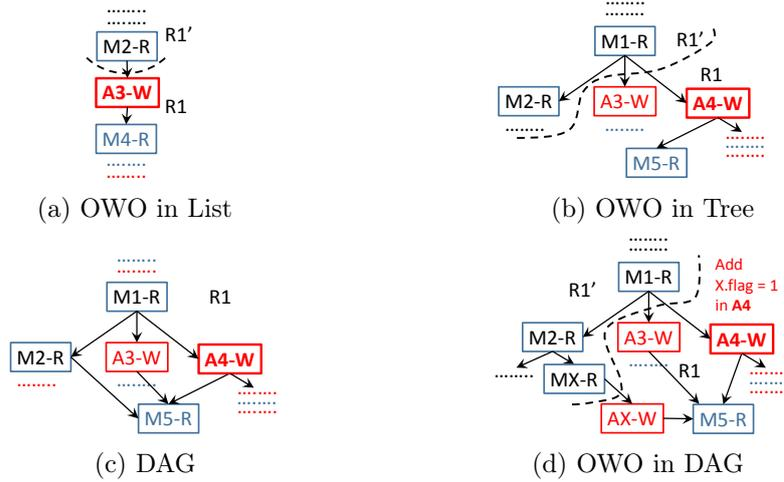 M2-R
R1'
A3-W
R1
M4-R
(a) OWO in List
M1-R
R1'
R1
M2-R
A3-W
A4-W
M5-R
(b) OWO in Tree
M1-R
R1
M2-R
A3-W
A4-W
M5-R
(c) DAG
Add
X.flag = 1
in A4
M1-R
R1'
M2-R
A3-W
A4-W
MX-R
R1
AX-W
M5-R
(d) OWO in DAG